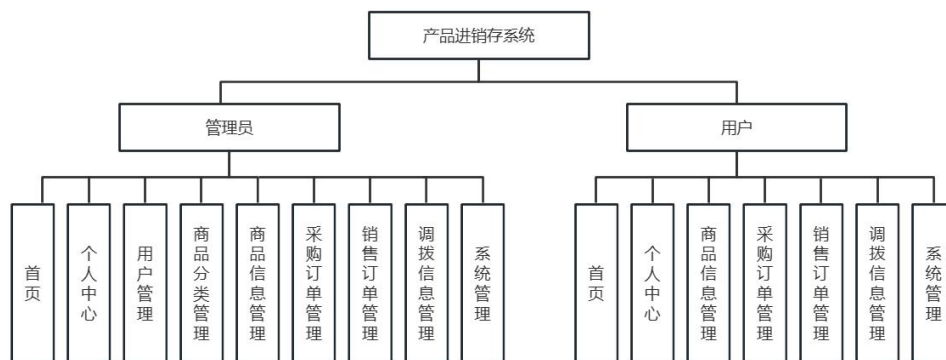 产品进销存系统
管理员
用户
首页
个人中心
用户管理
商品分类管理
商品信息管理
采购订单管理
销售订单管理
调拨信息管理
系统管理
首页
个人中心
商品信息管理
采购订单管理
销售订单管理
调拨信息管理
系统管理